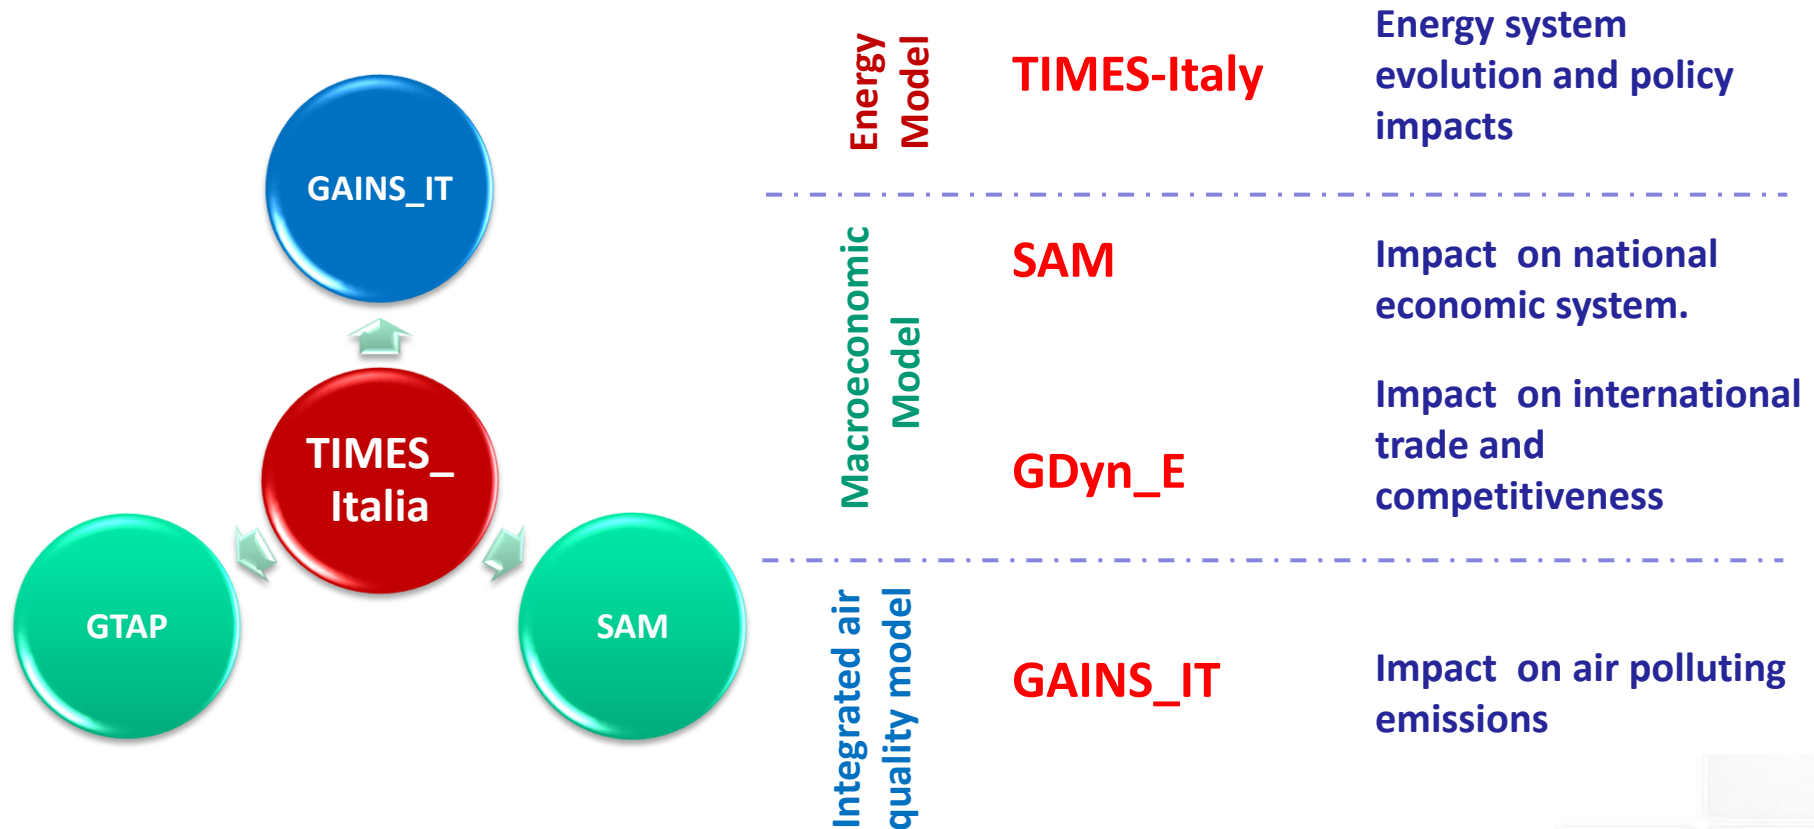 GAINS_IT
TIMES_
Italia
GTAP
SAM
Energy
Model
TIMES-Italy
Energy system
evolution and policy
impacts
Macroeconomic
Model
SAM
Impact  on national
economic system.
GDyn_E
Impact  on international
trade and
competitiveness
Integrated air
quality model
GAINS_IT
Impact  on air polluting
emissions